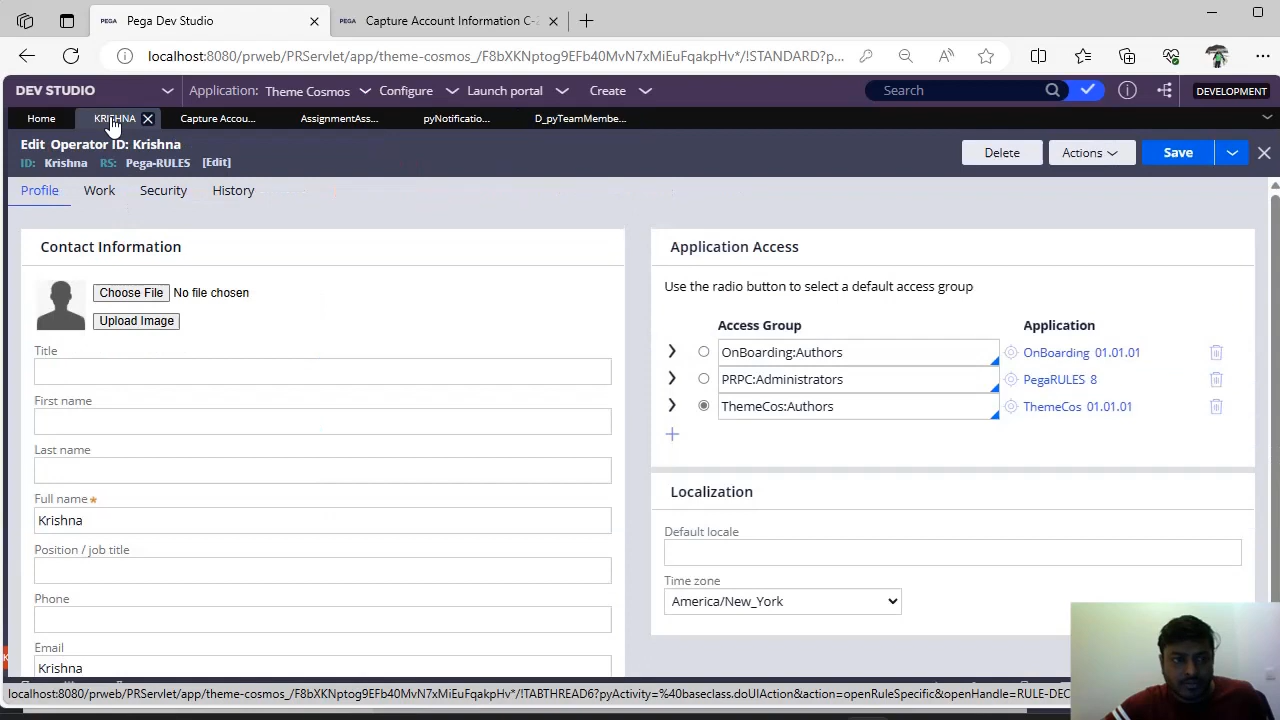 Pega Dev Studio
Capture Account Information C-
localhost:8080/prweb/PRServlet/app/theme-cosmos_/F8bXKNptog9EFb40MvN7xMiEuFqakpHv*/!STANDARD?p...
DEV STUDIO
Application: Theme Cosmos
Configure
Launch portal
Create
Search
DEVELOPMENT
Home
KRISHNA
Capture Accou...
AssignmentAss...
pyNotificatio...
D_pyTeamMembe...
Edit Operator ID: Krishna
ID: Krishna RS: Pega-RULES [Edit]
Delete
Actions
Save
Profile
Work
Security
History
Contact Information
Choose File No file chosen
Upload Image
Title
First name
Last name
Full name
Krishna
Position / job title
Phone
Email
Krishna
Application Access
Use the radio button to select a default access group
Access Group Application
OnBoarding:Authors OnBoarding 01.01.01
PRPC:Administrators PegaRULES 8
ThemeCos:Authors ThemeCos 01.01.01
Localization
Default locale
Time zone
America/New_York
localhost:8080/prweb/PRServlet/app/theme-cosmos_/F8bXKNptog9EFb40MvN7xMiEuFqakpHv*/!TABTHREAD6?pyActivity=%40baseclass.doUIAction&action=openRuleSpecific&openHandle=RULE-DEC